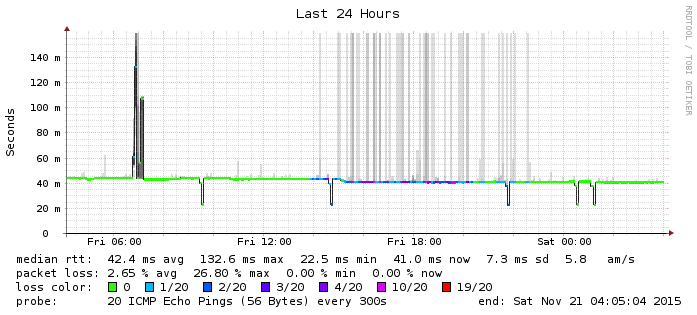 Last 24 Hours
RRDTOOL / TOBI OETIKER
Seconds
140 m
120 m
100 m
80 m
60 m
40 m
20 m
0
Fri 06:00 Fri 12:00 Fri 18:00 Sat 00:00
median rtt: 42.4 ms avg 132.6 ms max 22.5 ms min 41.0 ms now 7.3 ms sd 5.8 am/s
packet loss: 2.65 % avg 26.80 % max 0.00 % min 0.00 % now
loss color: 0 1/20 2/20 3/20 4/20 10/20 19/20
probe: 20 ICMP Echo Pings (56 Bytes) every 300s end: Sat Nov 21 04:05:04 2015